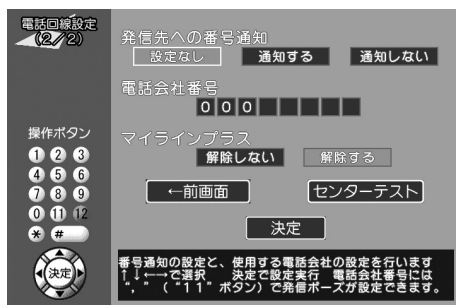 電話回線設定
(2/2)
発信先への番号通知
設定なし 通知する 通知しない
電話会社番号
000
マイラインプラス
解除しない 解除する
操作ボタン
1 2 3
4 5 6
7 8 9
0 11 12
* #
決定
←前画面 センターテスト
決定
番号通知の設定と、使用する電話会社の設定を行います
↑↓←→で選択 決定で設定実行 電話会社番号には
“,”（“11”ボタン）で発信ポーズが設定できます。